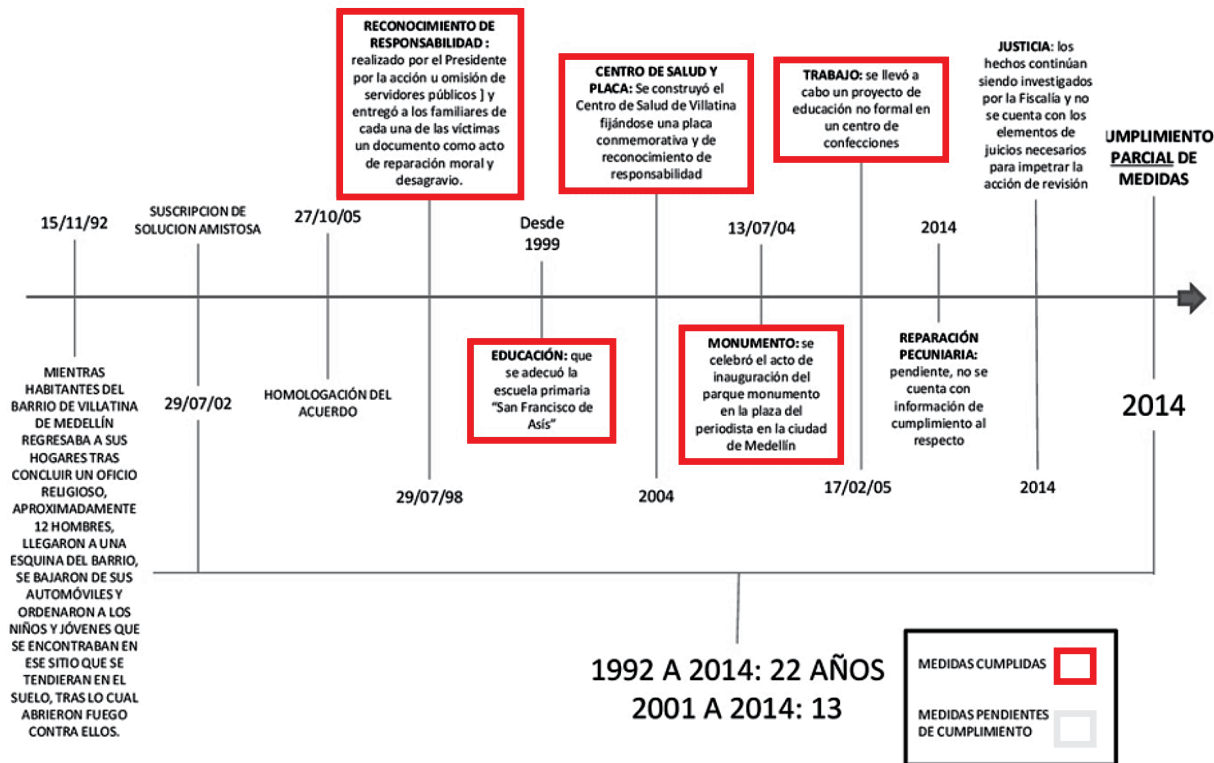 RECONOCIMIENTO DE
RESPONSABILIDAD :
realizado por el Presidente
por la acción u omisión de
servidores públicos ] y
entregó a los familiares de
cada una de las víctimas
un documento como acto
de reparación moral y
desagravio.
CENTRO DE SALUD Y
PLACA: Se construyó el
Centro de Salud de Villatina
fijándose una placa
conmemorativa y de
reconocimiento de
responsabilidad
TRABAJO: se llevó a
cabo un proyecto de
educación no formal en
un centro de
confecciones
JUSTICIA: los
hechos continúan
siendo investigados
por la Fiscalía y no
se cuenta con los
elementos de
juicios necesarios
para impetrar la
acción de revisión
UMPLIMIENTO
PARCIAL DE
MEDIDAS
15/11/92
SUSCRIPCION DE
SOLUCION AMISTOSA
27/10/05
Desde
1999
13/07/04
2014
MIENTRAS
HABITANTES DEL
BARRIO DE VILLATINA
DE MEDELLÍN
REGRESABA A SUS
HOGARES TRAS
CONCLUIR UN OFICIO
RELIGIOSO,
APROXIMADAMENTE
12 HOMBRES,
LLEGARON A UNA
ESQUINA DEL BARRIO,
SE BAJARON DE SUS
AUTOMÓVILES Y
ORDENARON A LOS
NIÑOS Y JÓVENES QUE
SE ENCONTRABAN EN
ESE SITIO QUE SE
TENDIERAN EN EL
SUELO, TRAS LO CUAL
ABRIERON FUEGO
CONTRA ELLOS.
29/07/02
HOMOLOGACIÓN DEL
ACUERDO
29/07/98
EDUCACIÓN: que
se adecuó la
escuela primaria
"San Francisco de
Asís"
2004
MONUMENTO: se
celebró el acto de
inauguración del
parque monumento
en la plaza del
periodista en la ciudad
de Medellín
17/02/05
REPARACIÓN
PECUNIARIA:
pendiente, no se
cuenta con
información de
cumplimiento al
respecto
2014
2014
1992 A 2014: 22 AÑOS
2001 A 2014: 13
MEDIDAS CUMPLIDAS
MEDIDAS PENDIENTES
DE CUMPLIMIENTO